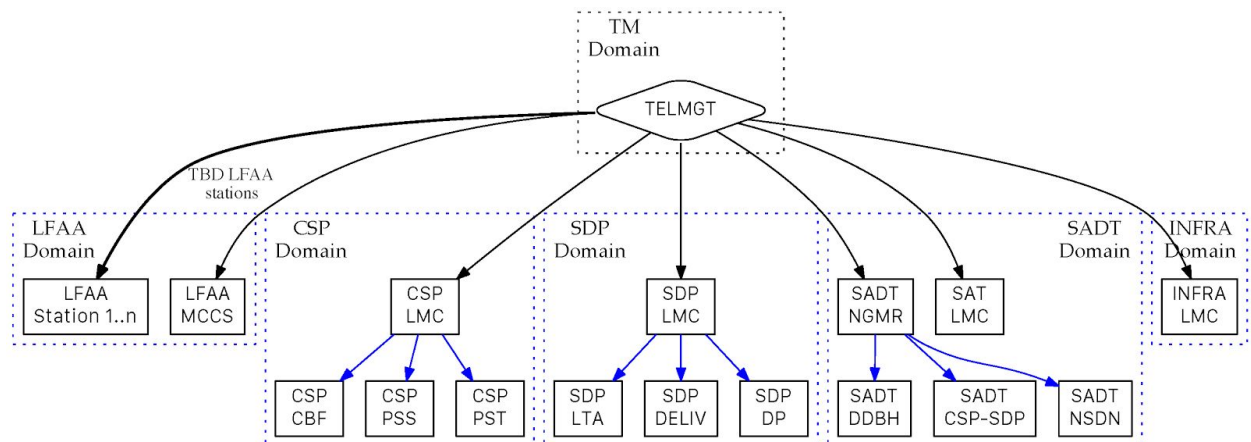 TM
Domain
TELMGT
TBD LFAA
stations
LFAA
Domain
CSP
Domain
SDP
Domain
SADT
Domain
INFRA
Domain
LFAA
Station 1..n
LFAA
MCCS
CSP
LMC
SDP
LMC
SADT
NGMR
SAT
LMC
INFRA
LMC
CSP
CBF
CSP
PSS
CSP
PST
SDP
LTA
SDP
DELIV
SDP
DP
SADT
DDBH
SADT
CSP-SDP
SADT
NSDN